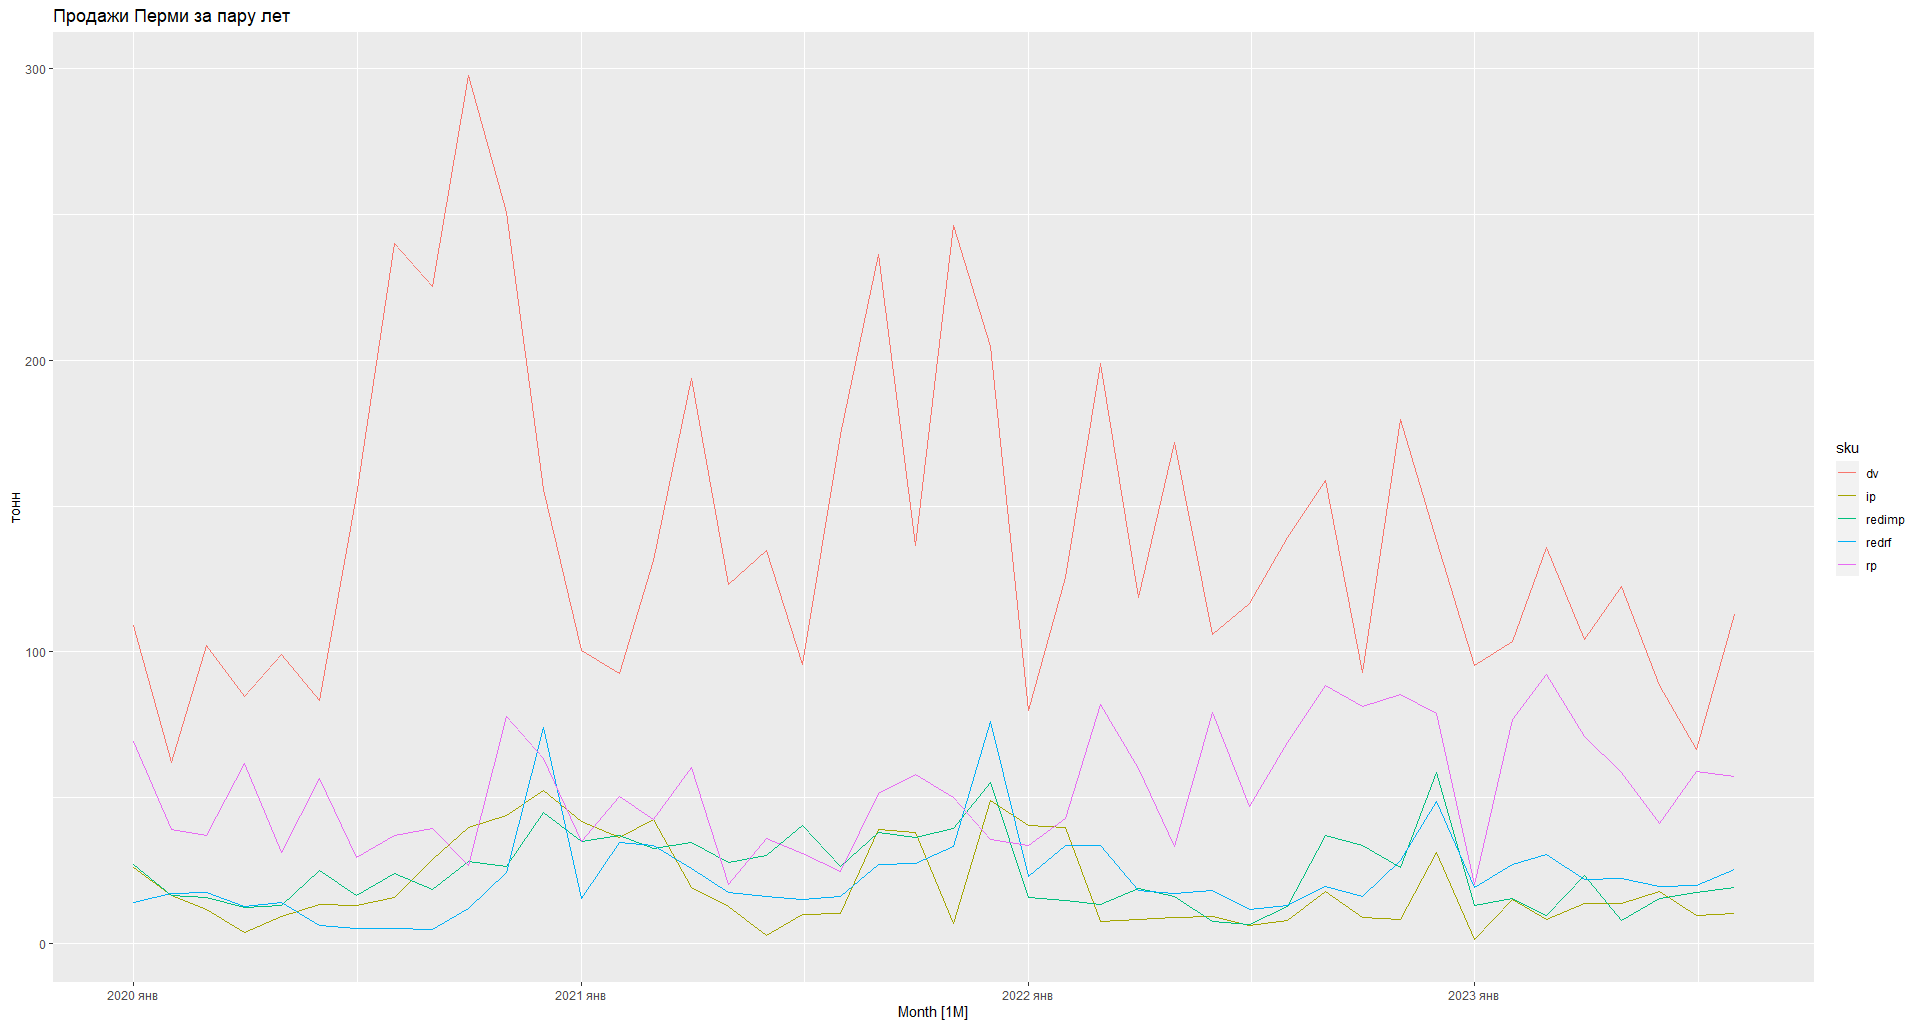 Продажи Перми за пару лет
300
200
100
0
тонн
2020 янв
2021 янв
2022 янв
2023 янв
Month [1M]
sku
dv
ip
redimp
redrf
rp